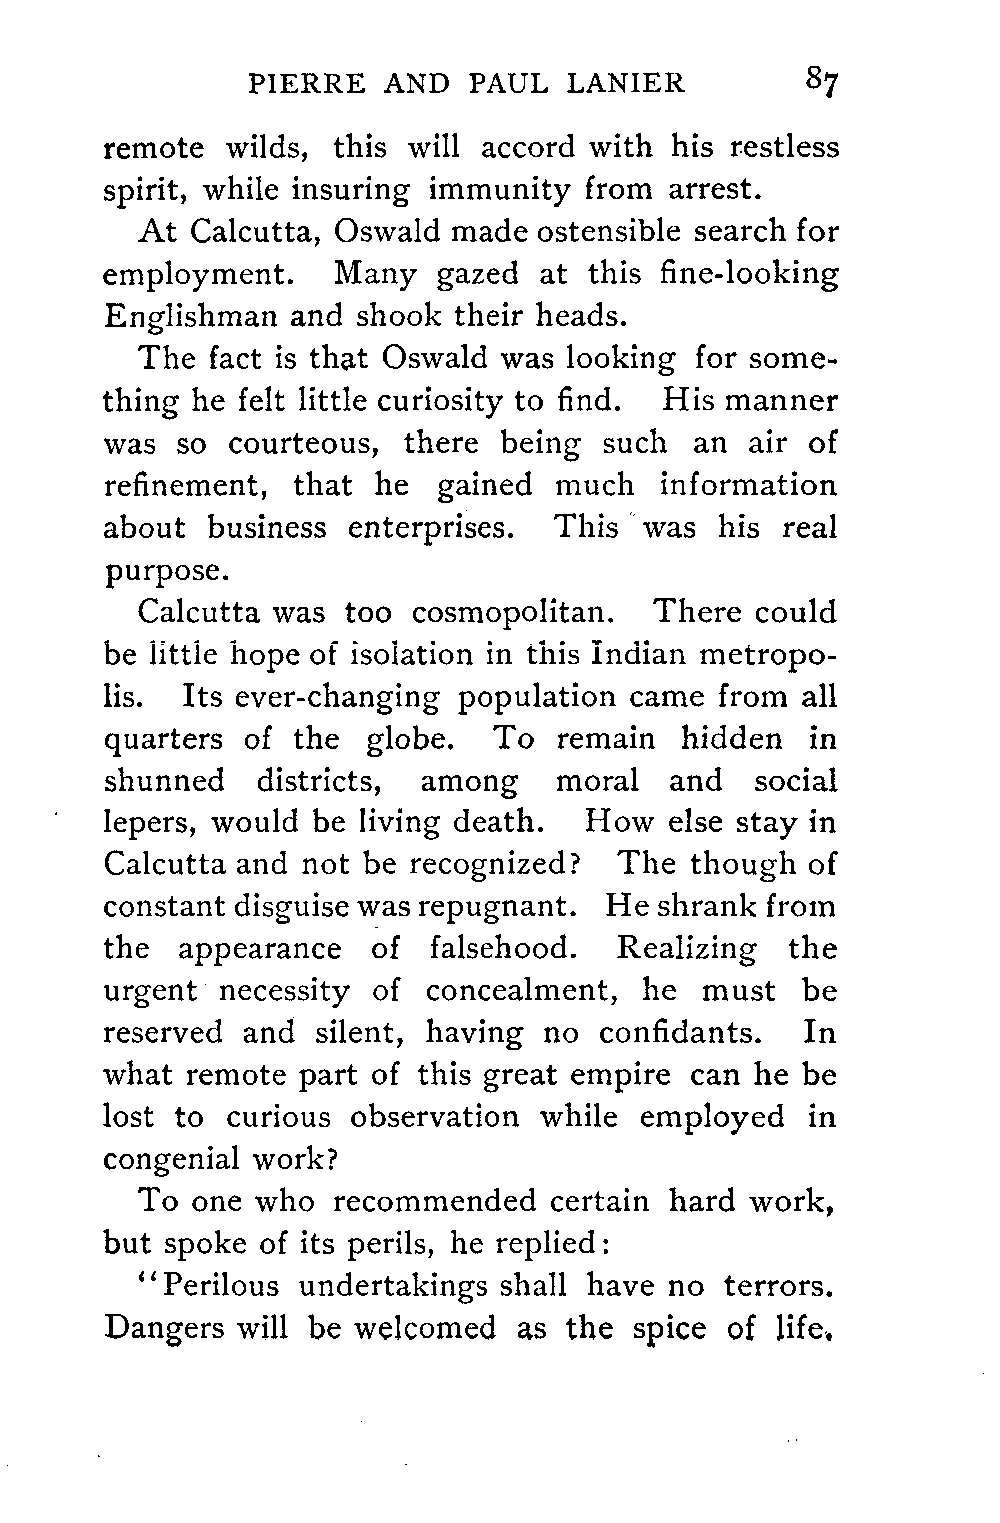 PIERRE AND PAUL LANIER 87
remote wilds, this will accord with his restless
spirit, while insuring immunity from arrest.
At Calcutta, Oswald made ostensible search for
employment. Many gazed at this fine-looking
Englishman and shook their heads.
The fact is that Oswald was looking for some-
thing he felt little curiosity to find. His manner
was so courteous, there being such an air of
refinement, that he gained much information
about business enterprises. This was his real
purpose.
Calcutta was too cosmopolitan. There could
be little hope of isolation in this Indian metropo-
lis. Its ever-changing population came from all
quarters of the globe. To remain hidden in
shunned districts, among moral and social
lepers, would be living death. How else stay in
Calcutta and not be recognized? The though of
constant disguise was repugnant. He shrank from
the appearance of falsehood. Realizing the
urgent necessity of concealment, he must be
reserved and silent, having no confidants. In
what remote part of this great empire can he be
lost to curious observation while employed in
congenial work?
To one who recommended certain hard work,
but spoke of its perils, he replied:
“Perilous undertakings shall have no terrors.
Dangers will be welcomed as the spice of life.